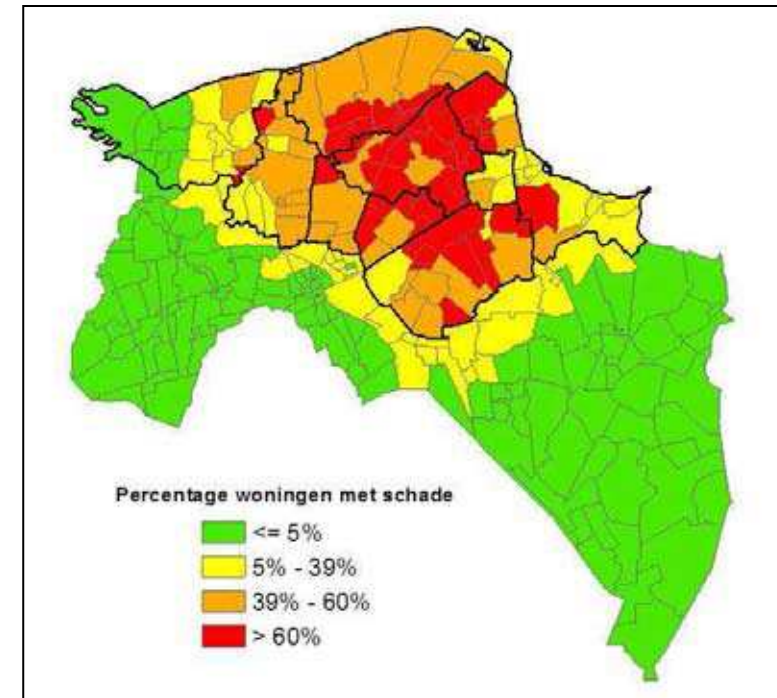 Percentage woningen met schade
<= 5%
5% - 39%
39% - 60%
> 60%